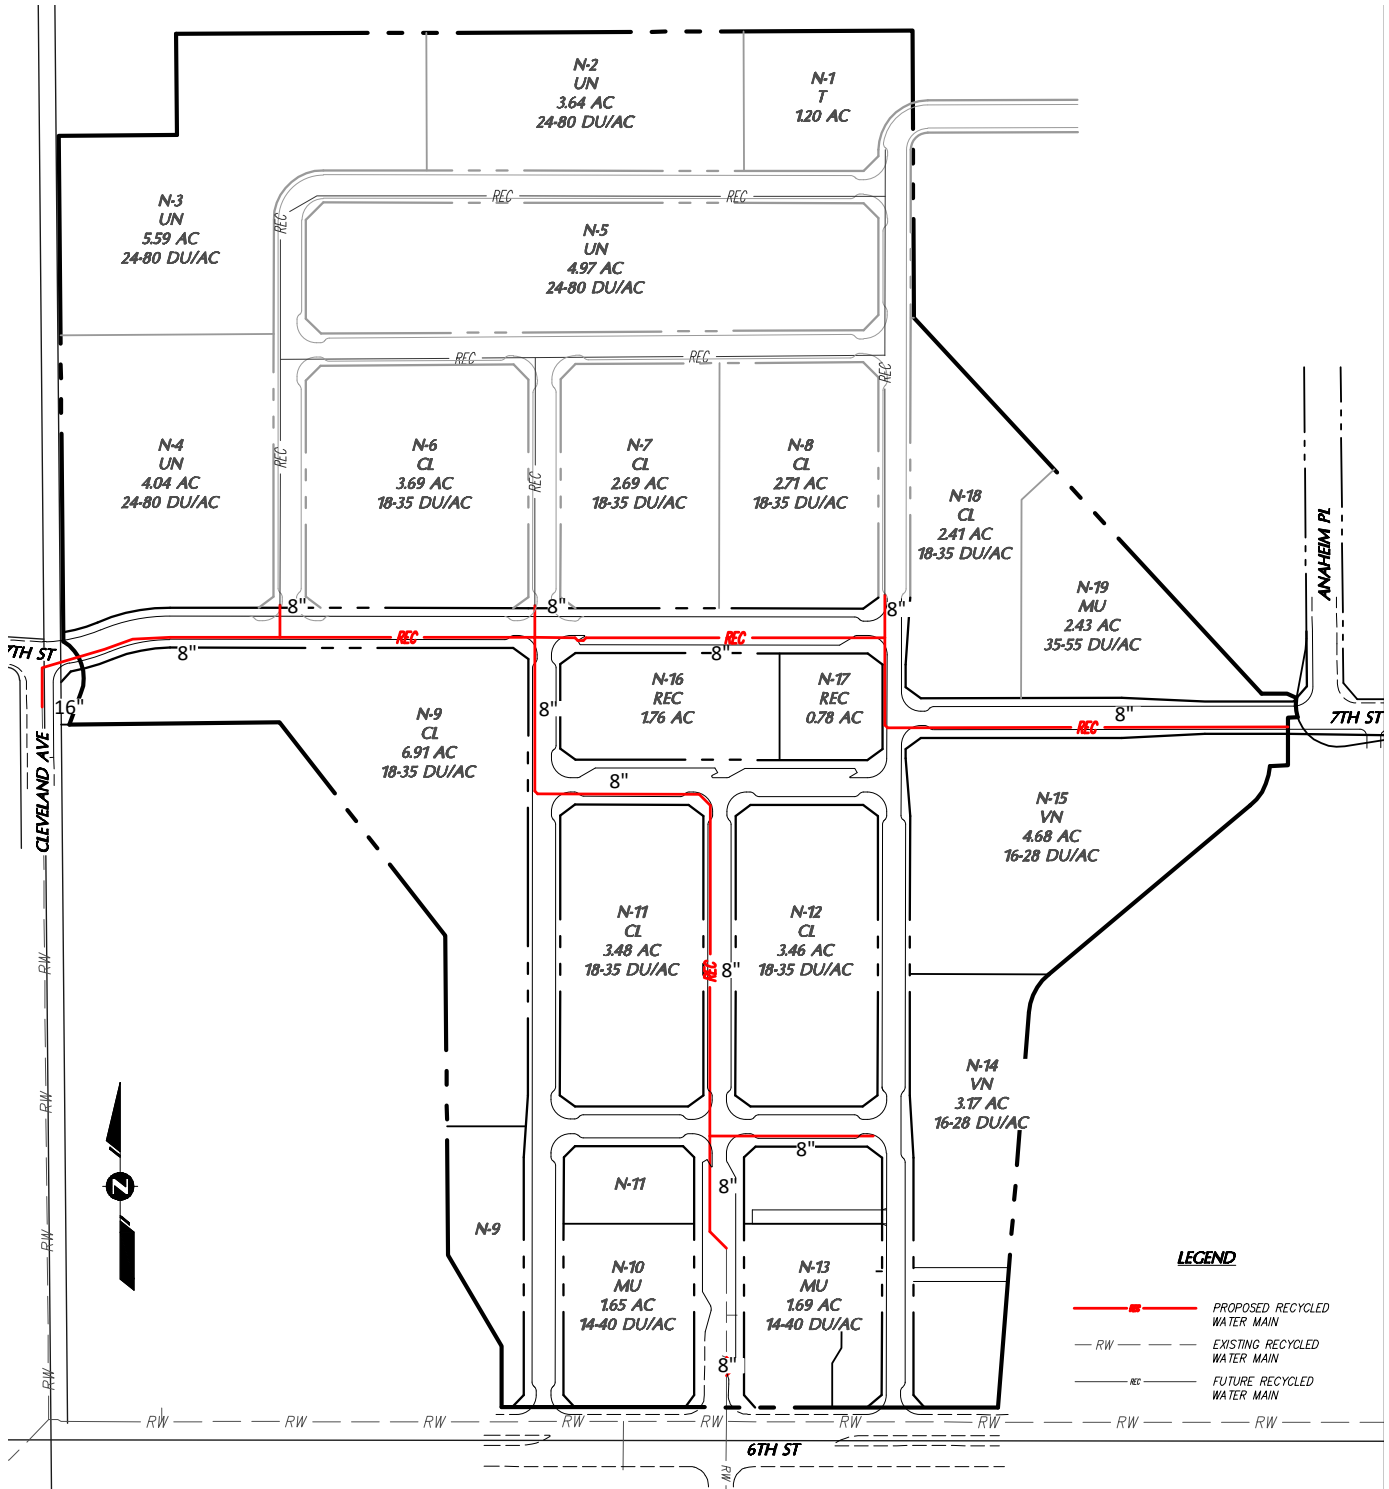 N-2
UN
3.64 AC
24-80 DU/AC
N-1
T
1.20 AC
N-3
UN
5.59 AC
24-80 DU/AC
REC
REC
REC
N-5
UN
4.97 AC
24-80 DU/AC
REC
REC
REC
N-4
UN
4.04 AC
24-80 DU/AC
REC
N-6
CL
3.69 AC
18-35 DU/AC
REC
N-7
CL
2.69 AC
18-35 DU/AC
N-8
CL
2.71 AC
18-35 DU/AC
N-18
CL
2.41 AC
18-35 DU/AC
N-19
MU
2.43 AC
35-55 DU/AC
ANAHEIM PL
8"
8"
8"
REC
REC
7TH ST
8"
8"
16"
N-16
REC
1.76 AC
N-17
REC
0.78 AC
8"
N-9
CL
6.91 AC
18-35 DU/AC
8"
REC
7TH ST
CLEVELAND AVE
8"
N-15
VN
4.68 AC
16-28 DU/AC
N-11
CL
3.48 AC
18-35 DU/AC
REC
8"
N-12
CL
3.46 AC
18-35 DU/AC
RW
RW
RW
RW
N-14
VN
3.17 AC
16-28 DU/AC
8"
N-11
8"
Z
N-9
N-10
MU
1.65 AC
14-40 DU/AC
N-13
MU
1.69 AC
14-40 DU/AC
8"
LEGEND
REC
PROPOSED RECYCLED
WATER MAIN
RW
EXISTING RECYCLED
WATER MAIN
REC
FUTURE RECYCLED
WATER MAIN
RW
RW
RW
RW
RW
RW
RW
RW
RW
6TH ST
RW